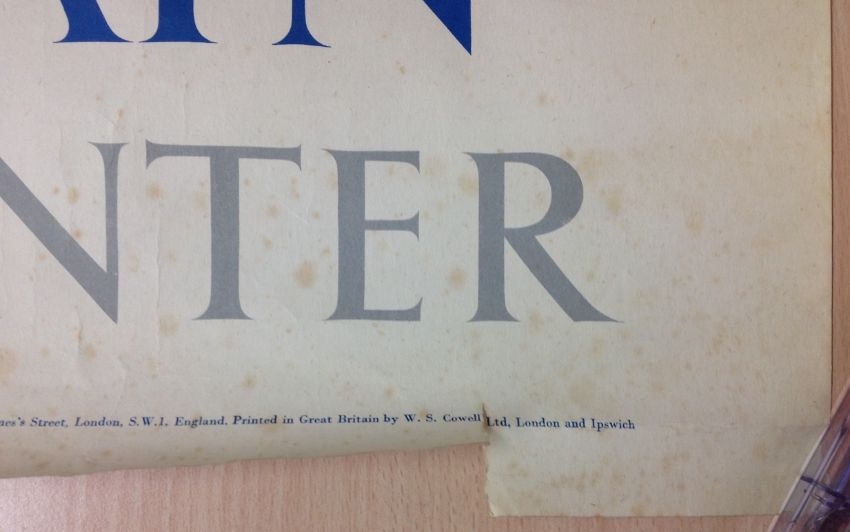 AIN
NTER
nes's Street, London, S.W.1. England. Printed in Great Britain by W. S. Cowell Ltd, London and Ipswich